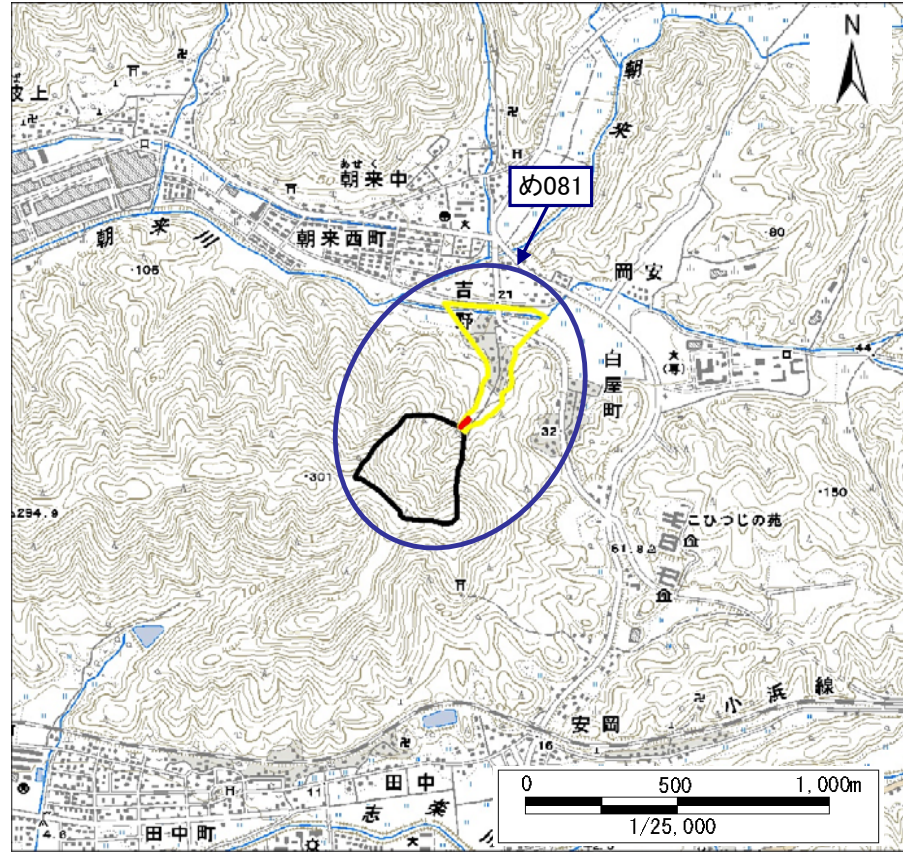 N
波上
あせく
朝来中
朝来
H
め081
朝来西町
朝来川
・105
・80
岡安
吉野
21
白屋町
(専)
44
32
・301
294.9
・150
こひつじの苑
61.8
小浜線
安岡
16
田中
11
H
志楽川
田中町
4.6
0 500 1,000m
1/25,000